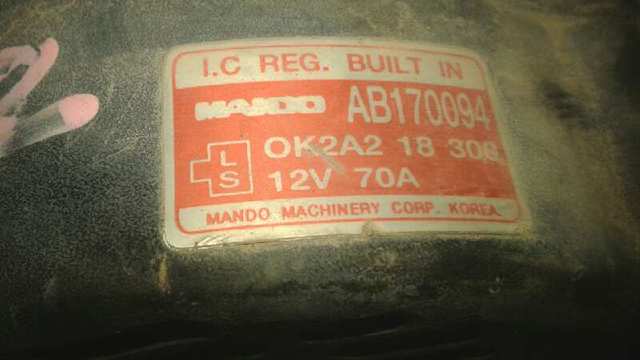 I.C REG. BUILT IN
MANDO AB170094
L OK2A2 18 300
S 12V 70A
MANDO MACHINERY CORP. KOREA